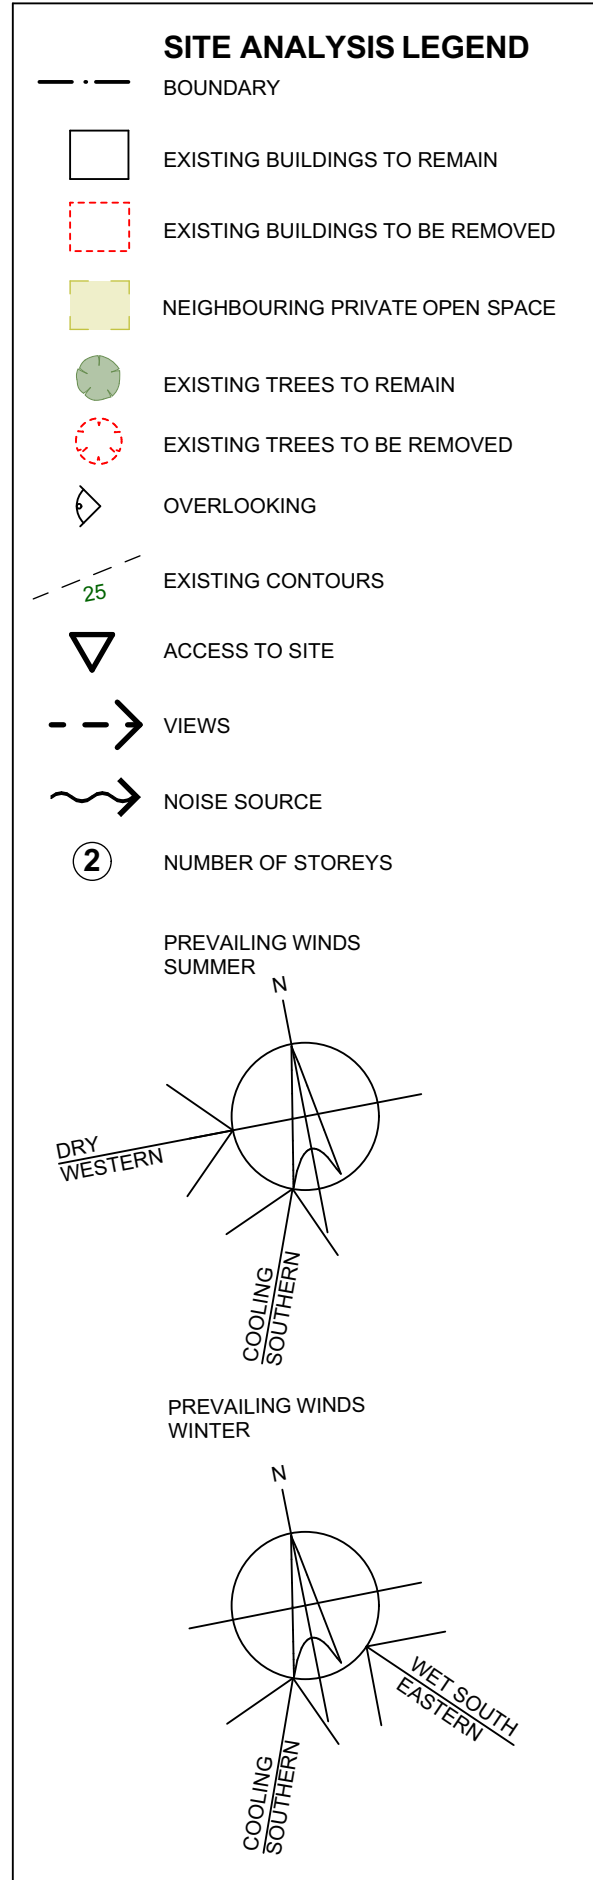 SITE ANALYSIS LEGEND
BOUNDARY
EXISTING BUILDINGS TO REMAIN
EXISTING BUILDINGS TO BE REMOVED
NEIGHBOURING PRIVATE OPEN SPACE
EXISTING TREES TO REMAIN
EXISTING TREES TO BE REMOVED
OVERLOOKING
EXISTING CONTOURS
25
ACCESS TO SITE
VIEWS
NOISE SOURCE
2
NUMBER OF STOREYS
PREVAILING WINDS
SUMMER
N
DRY
WESTERN
COOLING
SOUTHERN
PREVAILING WINDS
WINTER
N
WET SOUTH
EASTERN
COOLING
SOUTHERN